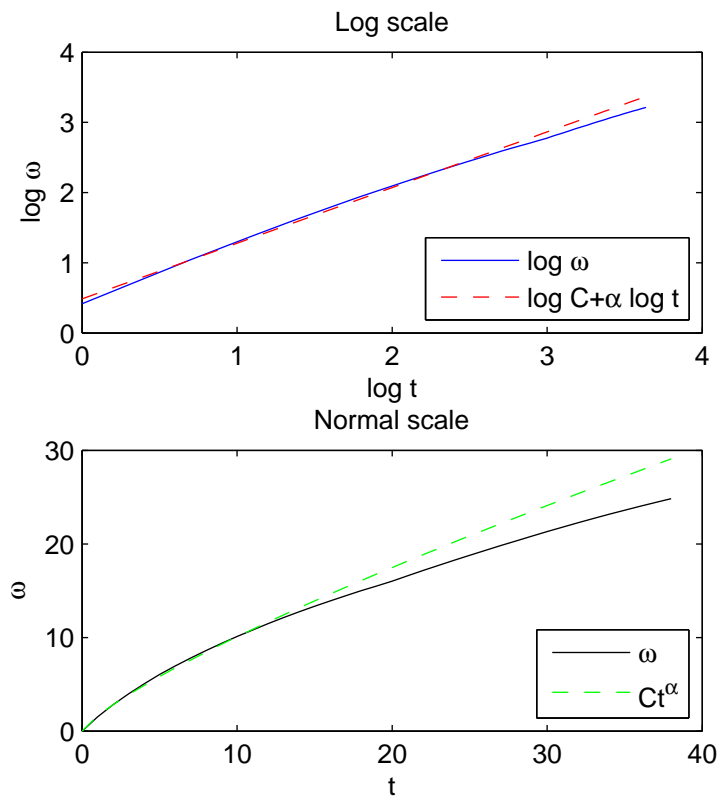 Log scale
4
3
2
1
0
log ω
log ω
log C+α log t
0 1 2 3 4
log t
Normal scale
30
20
10
0
ω
ω
Ct^α
0 10 20 30 40
t